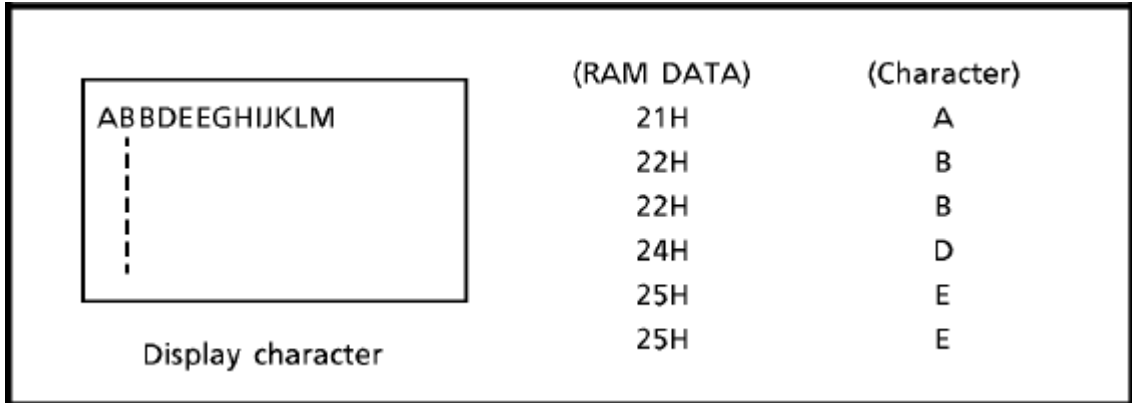 (RAM DATA) (Character)
ABBDEEGHIJKLM 21H A
22H B
22H B
24H D
25H E
25H E
Display character